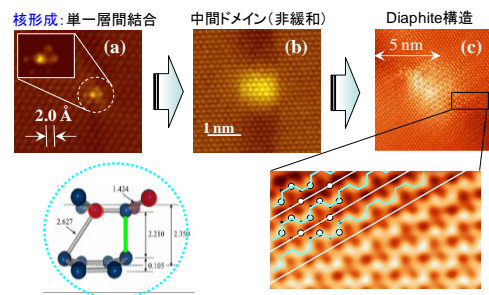 核形成：単一層間結合
中間ドメイン（非緩和）
Diaphite構造
(a)
(b)
(c)
5 nm
2.0 Å
1 nm
1.424
2.627
2.210
2.350
0.105